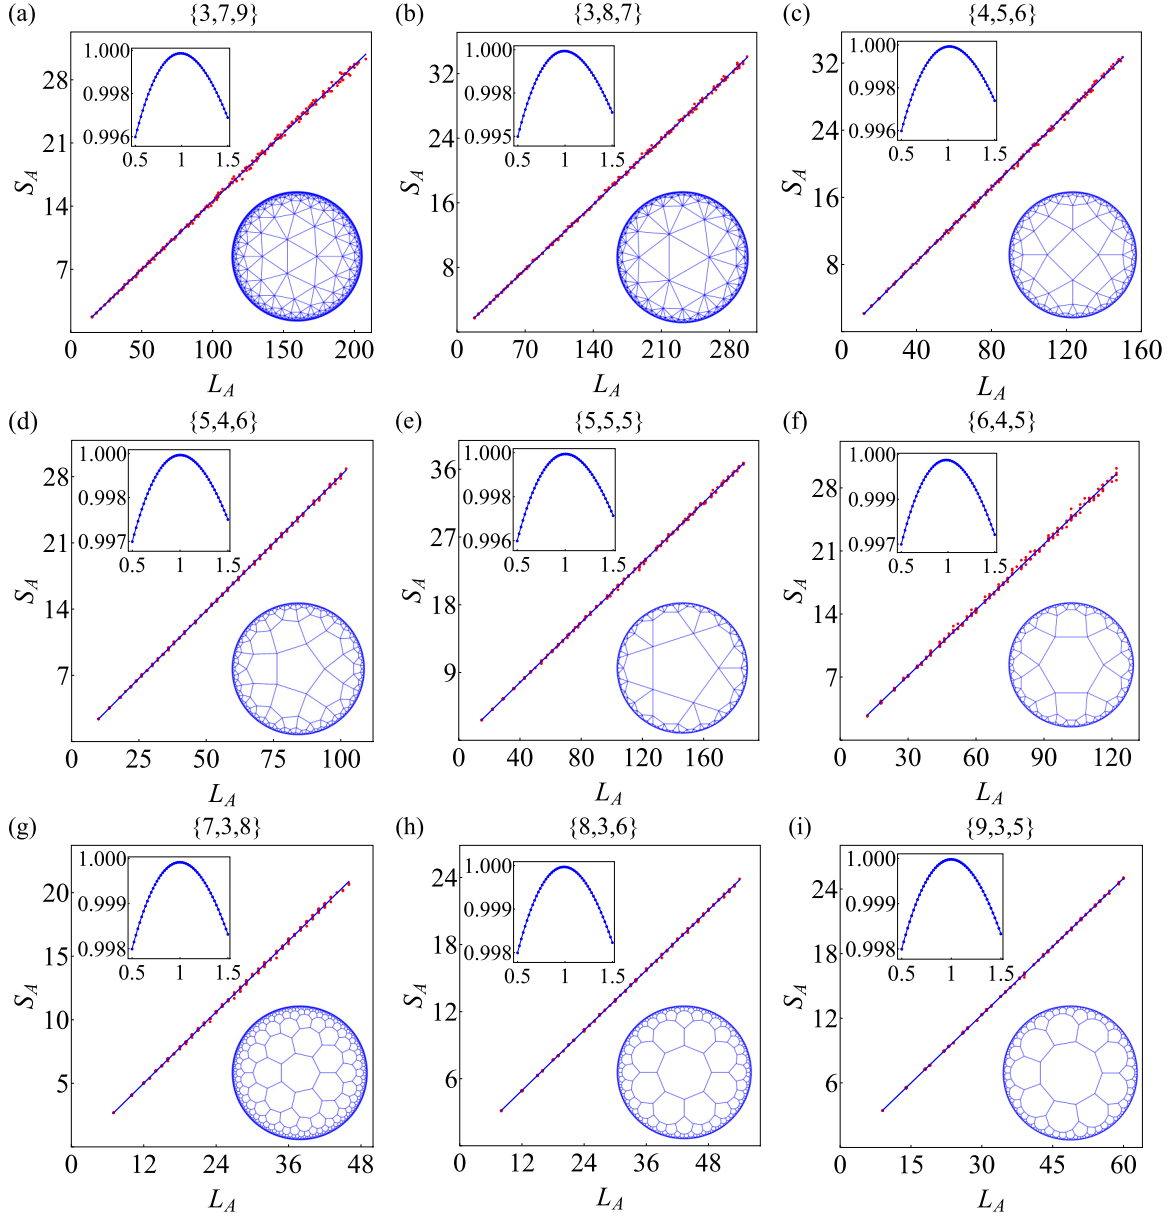 (a) {3,7,9}
1.000
0.998
0.996
0.5 1 1.5
28
21
14
7
S_A
0 50 100 150 200
L_A
(b) {3,8,7}
1.000
0.998
0.995
0.5 1 1.5
32
24
16
8
S_A
0 70 140 210 280
L_A
(c) {4,5,6}
1.000
0.998
0.996
0.5 1 1.5
32
24
16
8
S_A
0 40 80 120 160
L_A
(d) {5,4,6}
1.000
0.998
0.997
0.5 1 1.5
28
21
14
7
S_A
0 25 50 75 100
L_A
(e) {5,5,5}
1.000
0.998
0.996
0.5 1 1.5
36
27
18
9
S_A
0 40 80 120 160
L_A
(f) {6,4,5}
1.000
0.999
0.997
0.5 1 1.5
28
21
14
7
S_A
0 30 60 90 120
L_A
(g) {7,3,8}
1.000
0.999
0.998
0.5 1 1.5
20
15
10
5
S_A
0 12 24 36 48
L_A
(h) {8,3,6}
1.000
0.999
0.998
0.5 1 1.5
24
18
12
6
S_A
0 12 24 36 48
L_A
(i) {9,3,5}
1.000
0.999
0.998
0.5 1 1.5
24
18
12
6
S_A
0 15 30 45 60
L_A